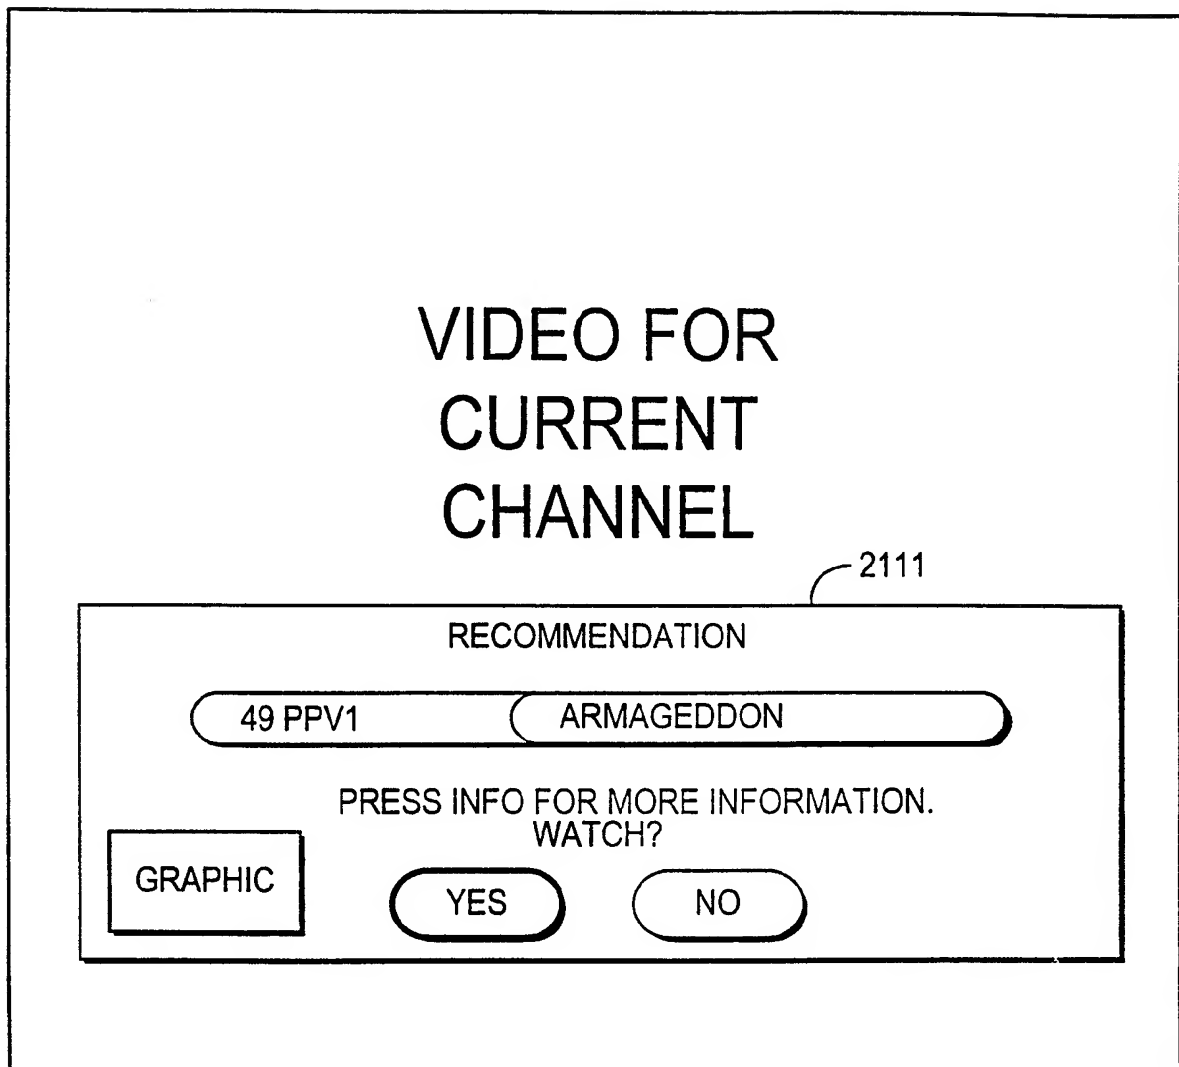 VIDEO FOR
CURRENT
CHANNEL
2111
RECOMMENDATION
49 PPV1 ARMAGEDDON
PRESS INFO FOR MORE INFORMATION.
WATCH?
GRAPHIC
YES NO